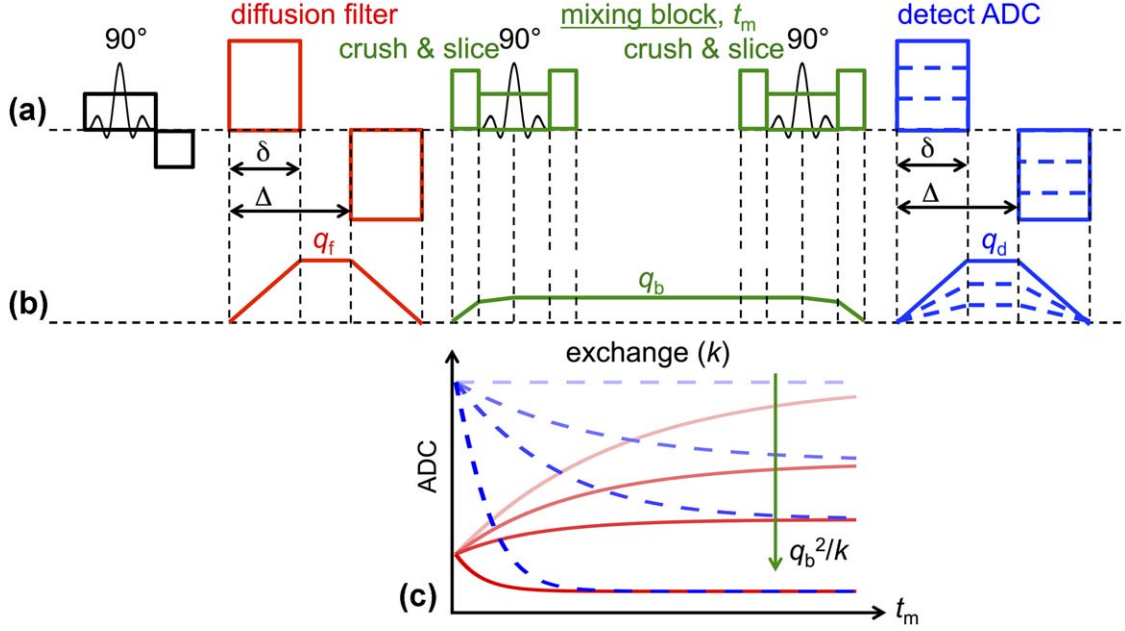 diffusion filter
mixing block, tm
detect ADC
90°
crush & slice
90°
crush & slice
90°
(a)
δ
Δ
δ
Δ
qf
qb
qd
(b)
exchange (k)
ADC
qb²/k
(c)
tm